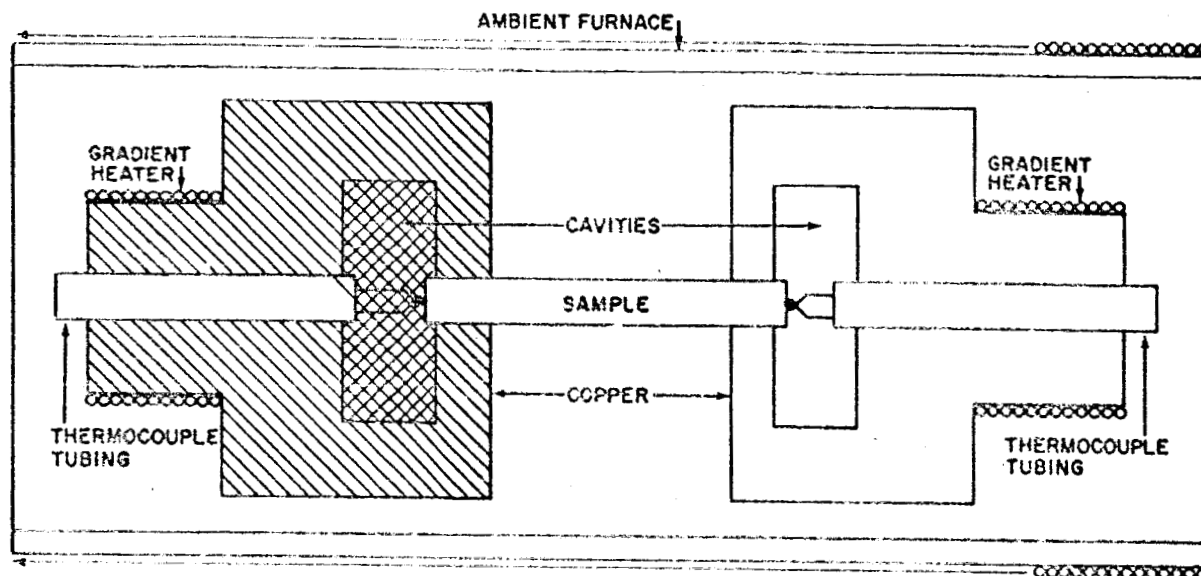 AMBIENT FURNACE
GRADIENT
HEATER
GRADIENT
HEATER
CAVITIES
SAMPLE
COPPER
THERMOCOUPLE
TUBING
THERMOCOUPLE
TUBING